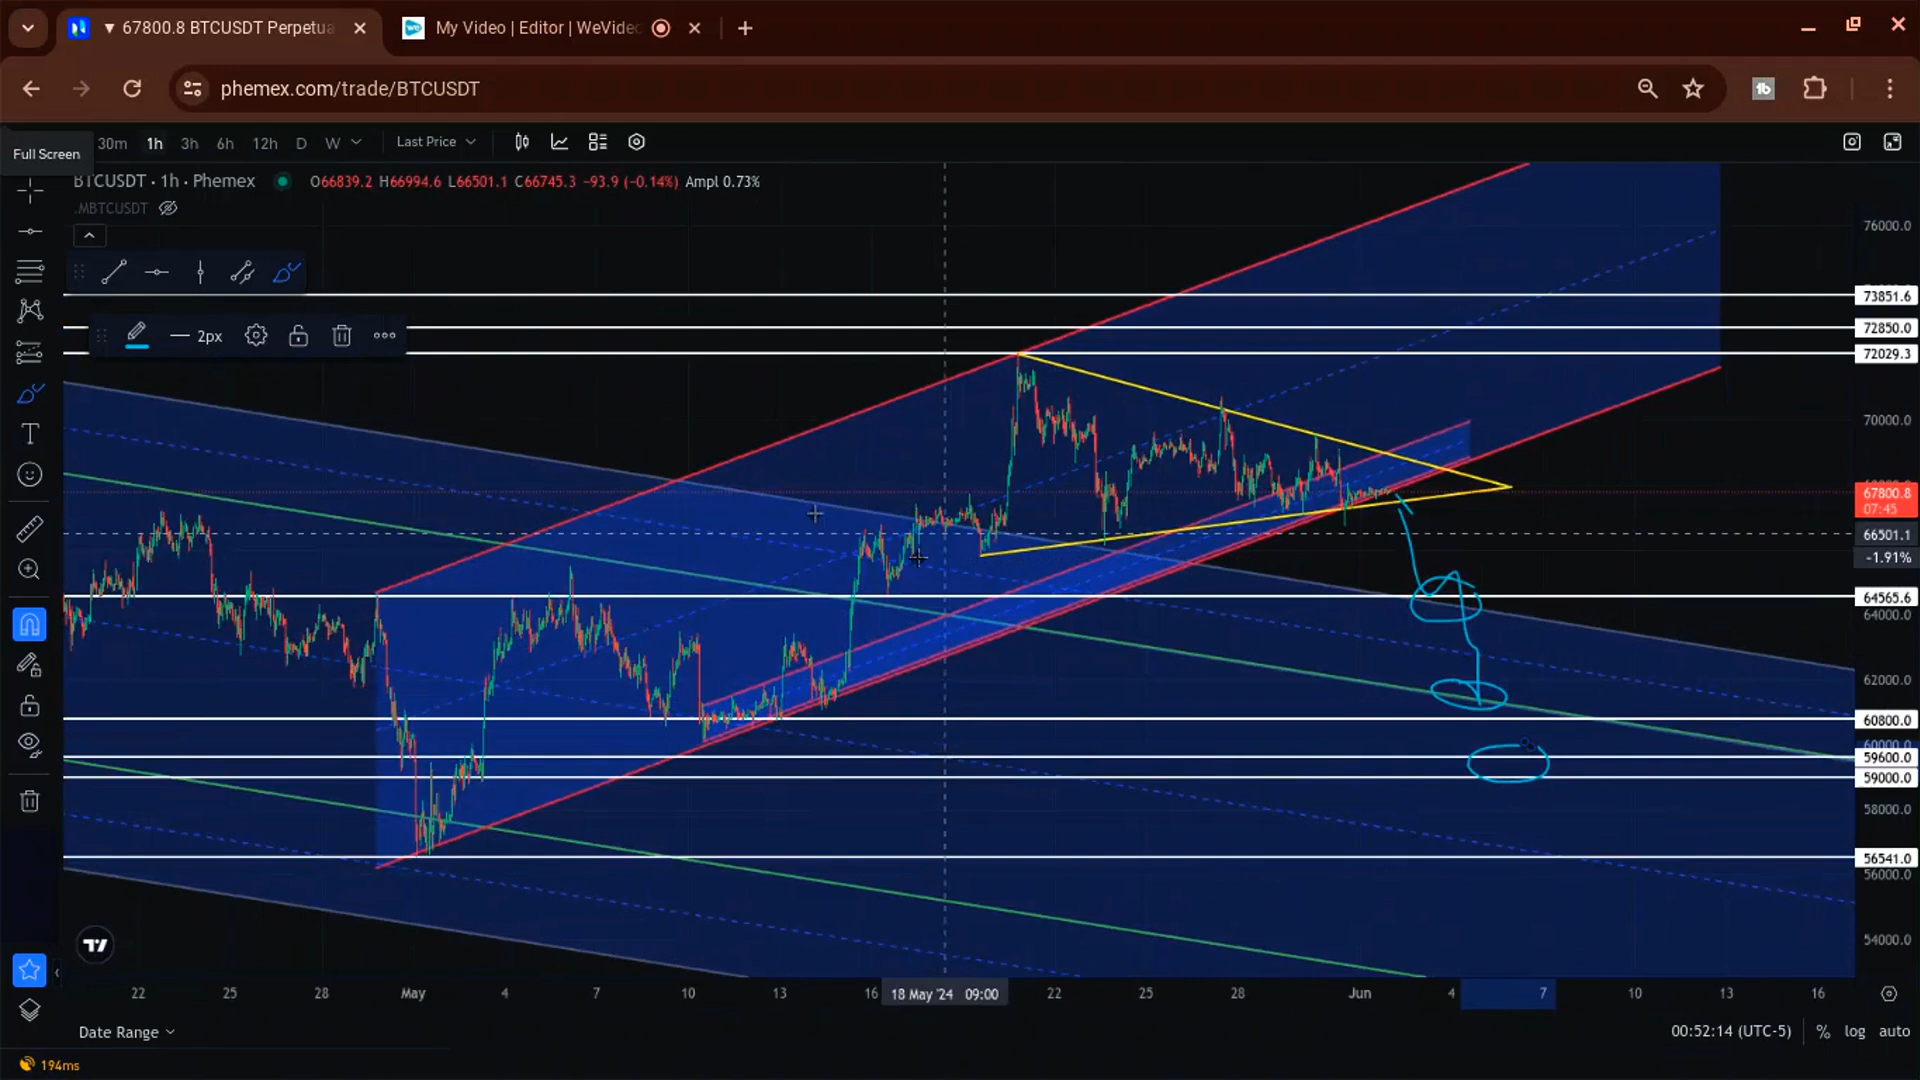 ▼ 67800.8 BTCUSDT Perpetua
My Video | Editor | WeVideo
phemex.com/trade/BTCUSDT
Full Screen
30m 1h 3h 6h 12h D W Last Price
BTCUSDT · 1h · Phemex O66839.2 H66994.6 L66501.1 C66745.3 −93.9 (−0.14%) Ampl 0.73%
.MBTCUSDT
2px
76000.0
73851.6
72850.0
72029.3
70000.0
67800.8
07:45
66501.1
-1.91%
64565.6
64000.0
62000.0
60800.0
60000.0
59600.0
59000.0
58000.0
56541.0
56000.0
54000.0
22 25 28 May 4 7 10 13 16 18 May '24 09:00 22 25 28 Jun 4 7 10 13 16
Date Range 00:52:14 (UTC-5) % log auto
194ms